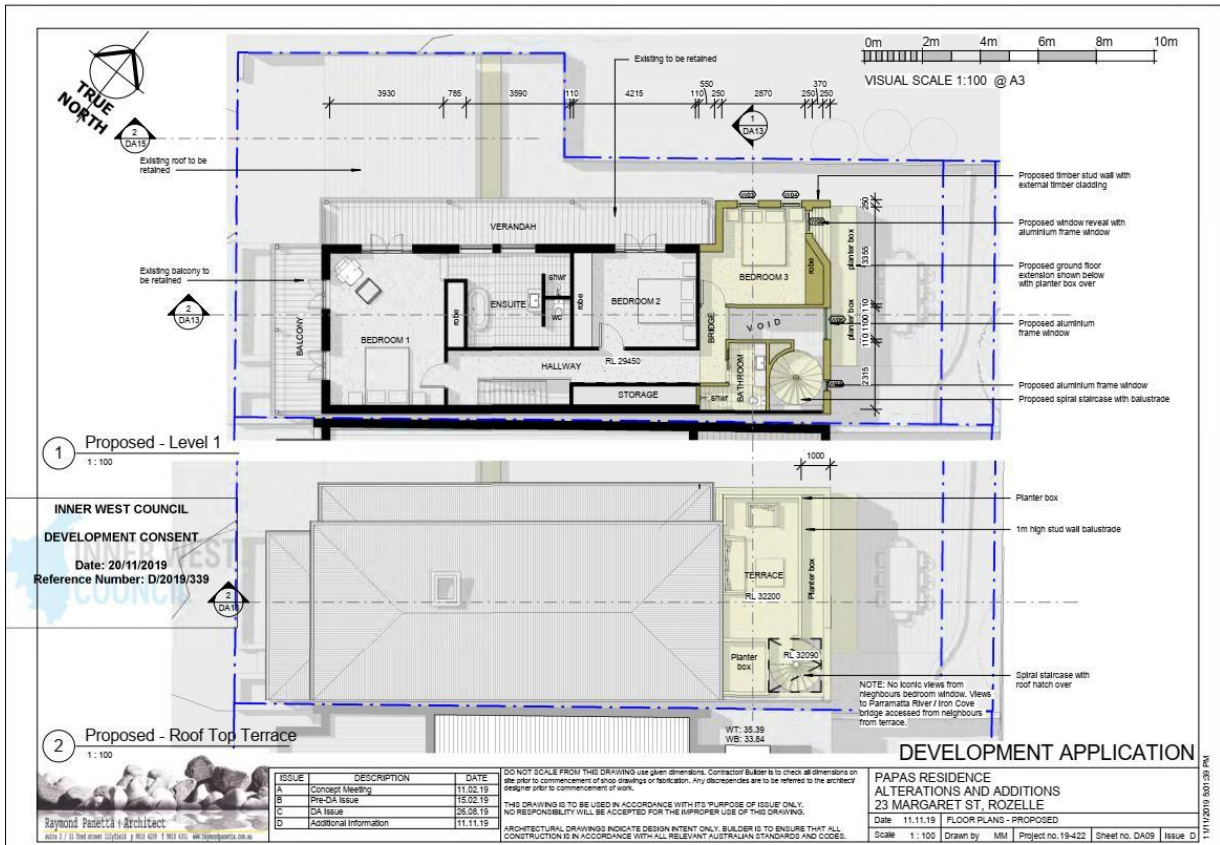 0m 2m 4m 6m 8m 10m
VISUAL SCALE 1:100 @ A3
TRUE
NORTH
Existing to be retained
3930 785 3590 110 4215 110 550 250 2870 250 370 250
2
DA15
1
DA13
Existing roof to be
retained
Proposed timber stud wall with
external timber cladding
250
VERANDAH
Proposed window reveal with
aluminium frame window
planter box
3355
Existing balcony to
be retained
BEDROOM 3
robe
Proposed ground floor
extension shown below
with planter box over
shwr
ENSUITE
robe
wc
robe
BEDROOM 2
2
DA13
BALCONY
BEDROOM 1
BRIDGE
VOID
planter box
110
1100
110
Proposed aluminium
frame window
RL 29450
HALLWAY
BATHROOM
2315
STORAGE
shwr
Proposed aluminium frame window
Proposed spiral staircase with balustrade
1
Proposed - Level 1
1 : 100
1000
INNER WEST COUNCIL
DEVELOPMENT CONSENT
Date: 20/11/2019
Reference Number: D/2019/339
INNER WEST
COUNCIL
Planter box
1m high stud wall balustrade
TERRACE
RL 32200
Planter box
2
Planter
box
RL 32090
Spiral staircase with
roof hatch over
NOTE: No iconic views from
nieghbours bedroom window. Views
to Parramatta River / Iron Cove
bridge accessed from neighbours
from terrace.
WT: 35.39
WB: 33.84
2
Proposed - Roof Top Terrace
1 : 100
DEVELOPMENT APPLICATION
Raymond Panetta Architect
ISSUE DESCRIPTION DATE
A Concept Meeting 11.02.19
B Pre-DA Issue 15.02.19
C DA Issue 26.08.19
D Additional Information 11.11.19
DO NOT SCALE FROM THIS DRAWING use given dimensions. Contractor/ Builder is to check all dimensions on
site prior to commencement of shop drawings or fabrication. Any discrepencies are to be referred to the architect/
designer prior to commencement of work.
THIS DRAWING IS TO BE USED IN ACCORDANCE WITH ITS 'PURPOSE OF ISSUE' ONLY.
NO RESPONSIBILITY WILL BE ACCEPTED FOR THE IMPROPER USE OF THIS DRAWING.
ARCHITECTURAL DRAWINGS INDICATE DESIGN INTENT ONLY. BUILDER IS TO ENSURE THAT ALL
CONSTRUCTION IS IN ACCORDANCE WITH ALL RELEVANT AUSTRALIAN STANDARDS AND CODES.
PAPAS RESIDENCE
ALTERATIONS AND ADDITIONS
23 MARGARET ST, ROZELLE
Date 11.11.19 FLOOR PLANS - PROPOSED
Scale 1 : 100 Drawn by MM Project no. 19-422 Sheet no. DA09 Issue D
11/11/2019 5:01:39 PM